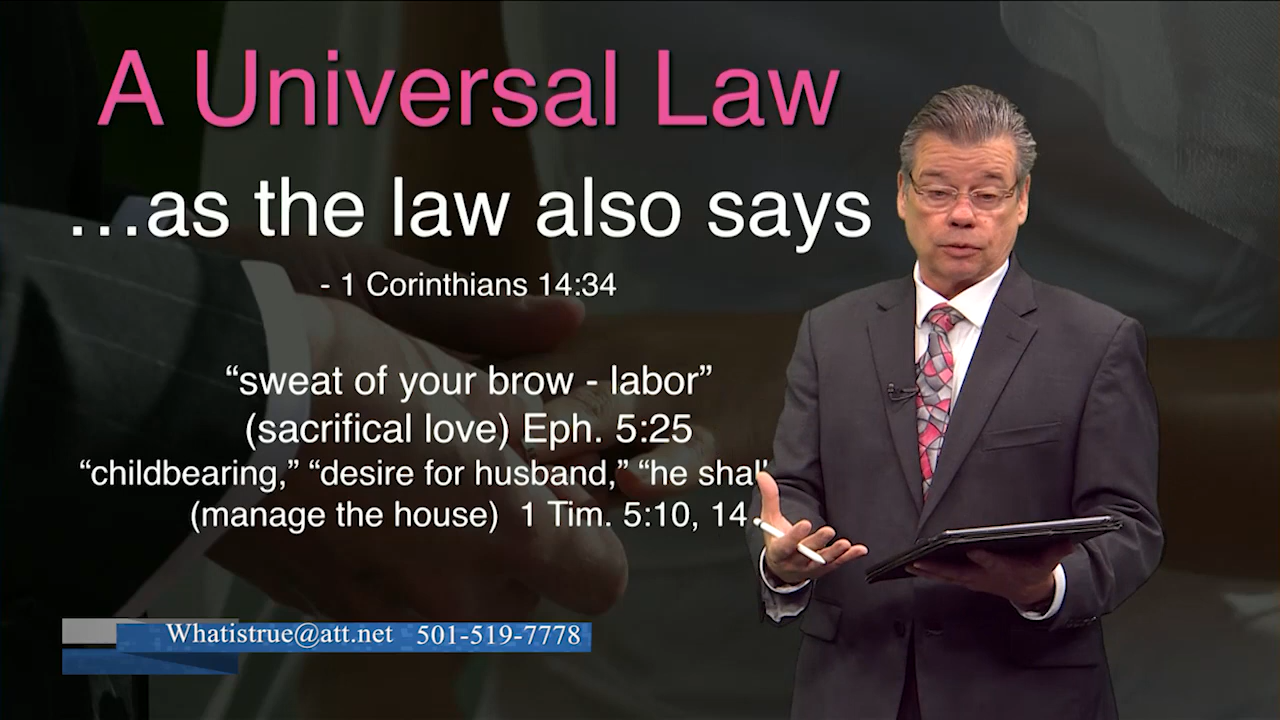 A Universal Law
...as the law also says
- 1 Corinthians 14:34
“sweat of your brow - labor”
(sacrifical love) Eph. 5:25
“childbearing,” “desire for husband,” “he shal
(manage the house) 1 Tim. 5:10, 14
Whatistrue@att.net 501-519-7778